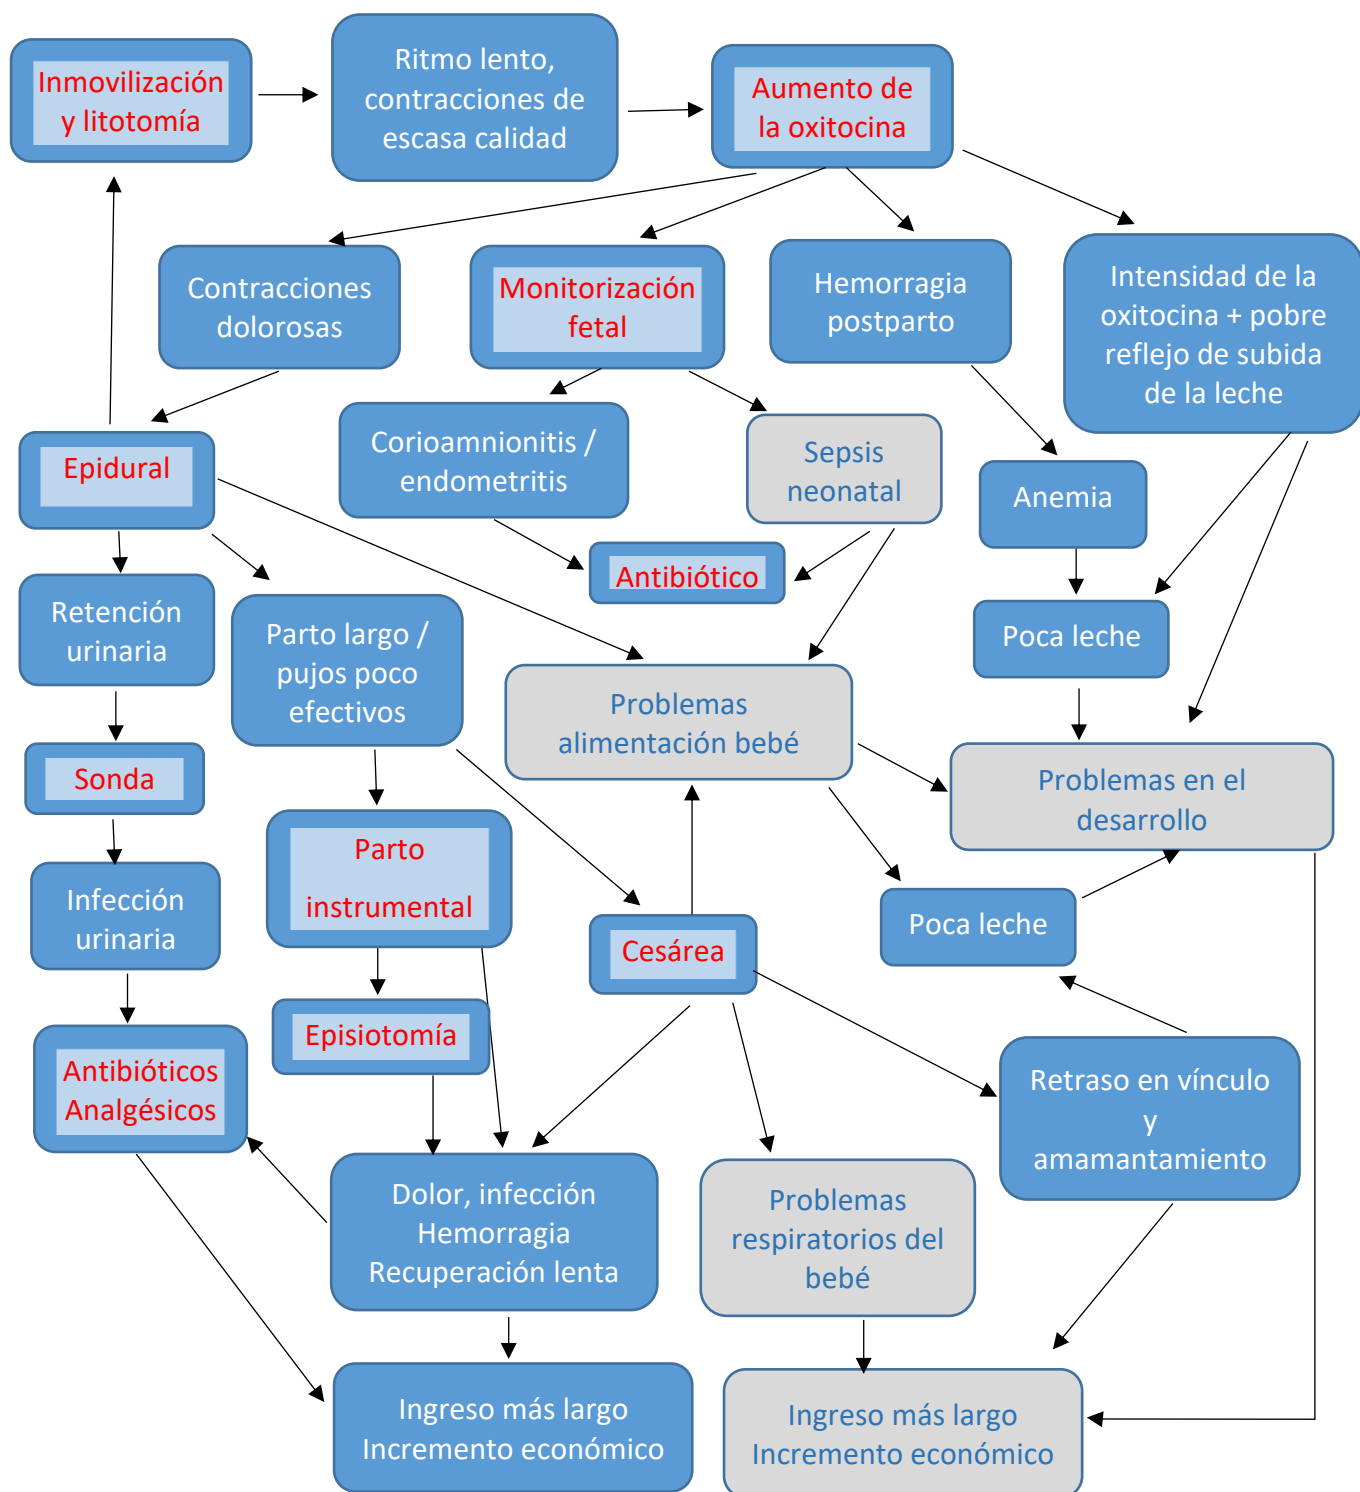 Inmovilización
y litotomía
Ritmo lento,
contracciones de
escasa calidad
Aumento de
la oxitocina
Contracciones
dolorosas
Monitorización
fetal
Hemorragia
postparto
Intensidad de la
oxitocina + pobre
reflejo de subida
de la leche
Epidural
Corioamnionitis /
endometritis
Sepsis
neonatal
Anemia
Antibiótico
Retención
urinaria
Parto largo /
pujos poco
efectivos
Poca leche
Problemas
alimentación bebé
Sonda
Problemas en el
desarrollo
Parto
instrumental
Infección
urinaria
Cesárea
Poca leche
Episiotomía
Antibióticos
Analgésicos
Retraso en vínculo
y
amamantamiento
Dolor, infección
Hemorragia
Recuperación lenta
Problemas
respiratorios del
bebé
Ingreso más largo
Incremento económico
Ingreso más largo
Incremento económico